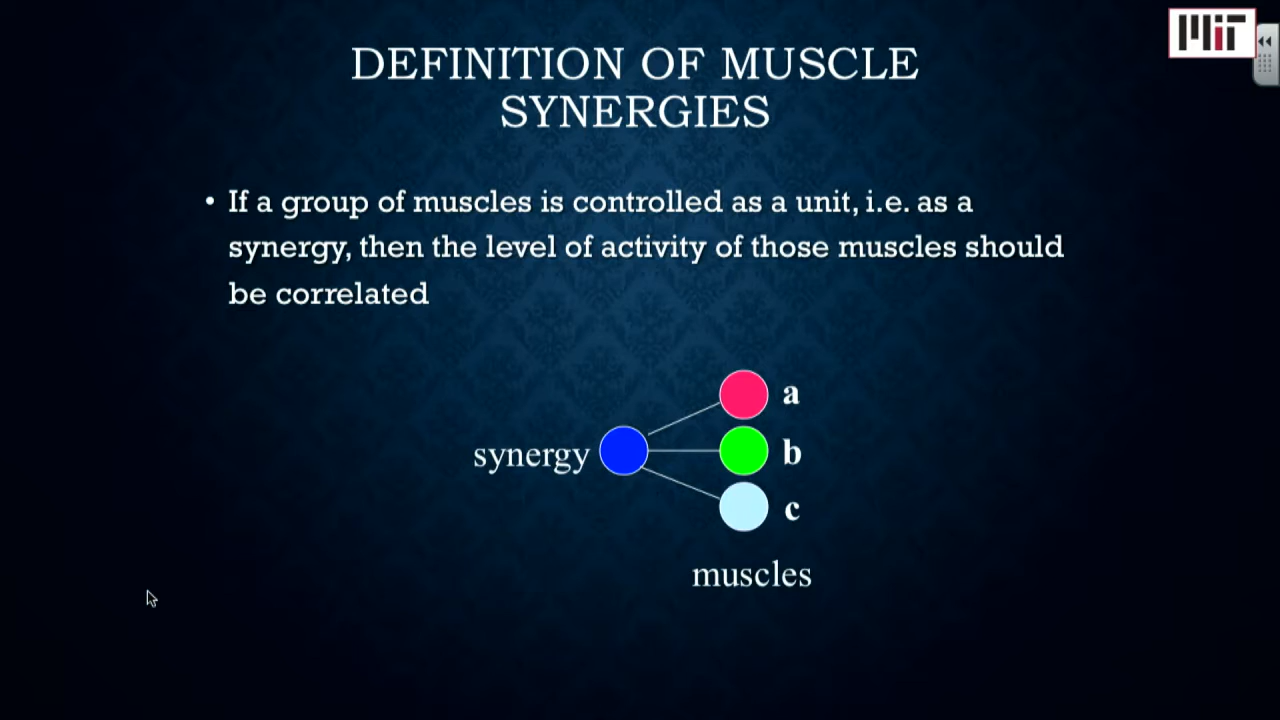 MIT
DEFINITION OF MUSCLE
SYNERGIES
• If a group of muscles is controlled as a unit, i.e. as a
synergy, then the level of activity of those muscles should
be correlated
a
synergy
b
c
muscles